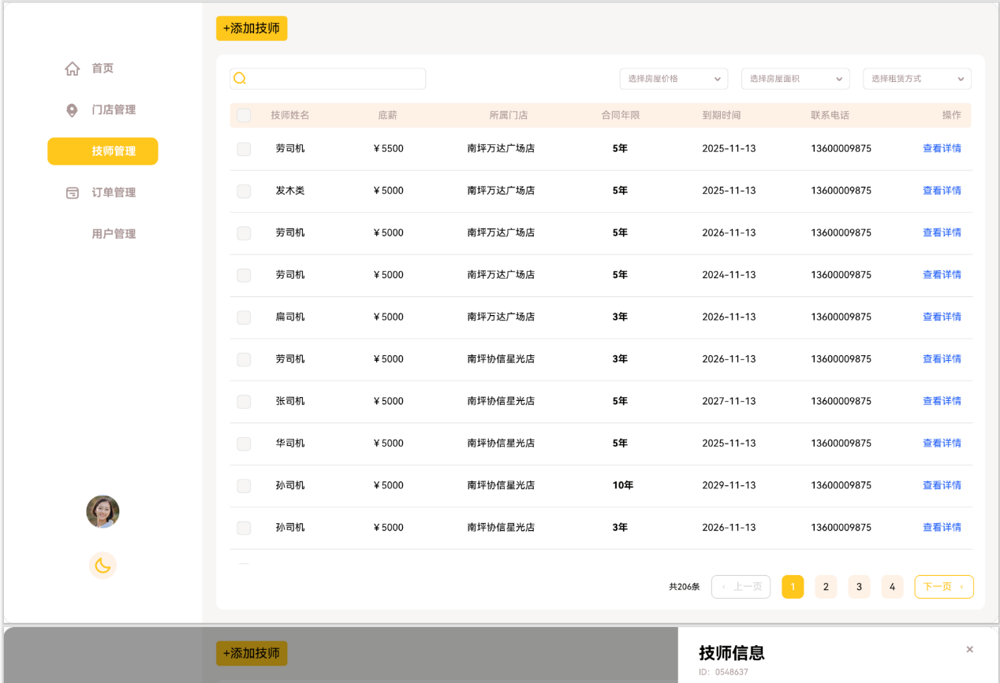 +添加技师
首页
门店管理
技师管理
订单管理
用户管理
选择房屋价格 选择房屋面积 选择租赁方式
技师姓名 底薪 所属门店 合同年限 到期时间 联系电话 操作
劳司机 ¥5500 南坪万达广场店 5年 2025-11-13 13600009875 查看详情
发木类 ¥5000 南坪万达广场店 5年 2025-11-13 13600009875 查看详情
劳司机 ¥5000 南坪万达广场店 5年 2026-11-13 13600009875 查看详情
劳司机 ¥5000 南坪万达广场店 5年 2024-11-13 13600009875 查看详情
扁司机 ¥5000 南坪万达广场店 3年 2026-11-13 13600009875 查看详情
劳司机 ¥5000 南坪协信星光店 3年 2026-11-13 13600009875 查看详情
张司机 ¥5000 南坪协信星光店 5年 2027-11-13 13600009875 查看详情
华司机 ¥5000 南坪协信星光店 5年 2025-11-13 13600009875 查看详情
孙司机 ¥5000 南坪协信星光店 10年 2029-11-13 13600009875 查看详情
孙司机 ¥5000 南坪协信星光店 3年 2026-11-13 13600009875 查看详情
共206条 ‹ 上一页 1 2 3 4 下一页 ‹
+添加技师
技师信息 ×
ID: 0548637